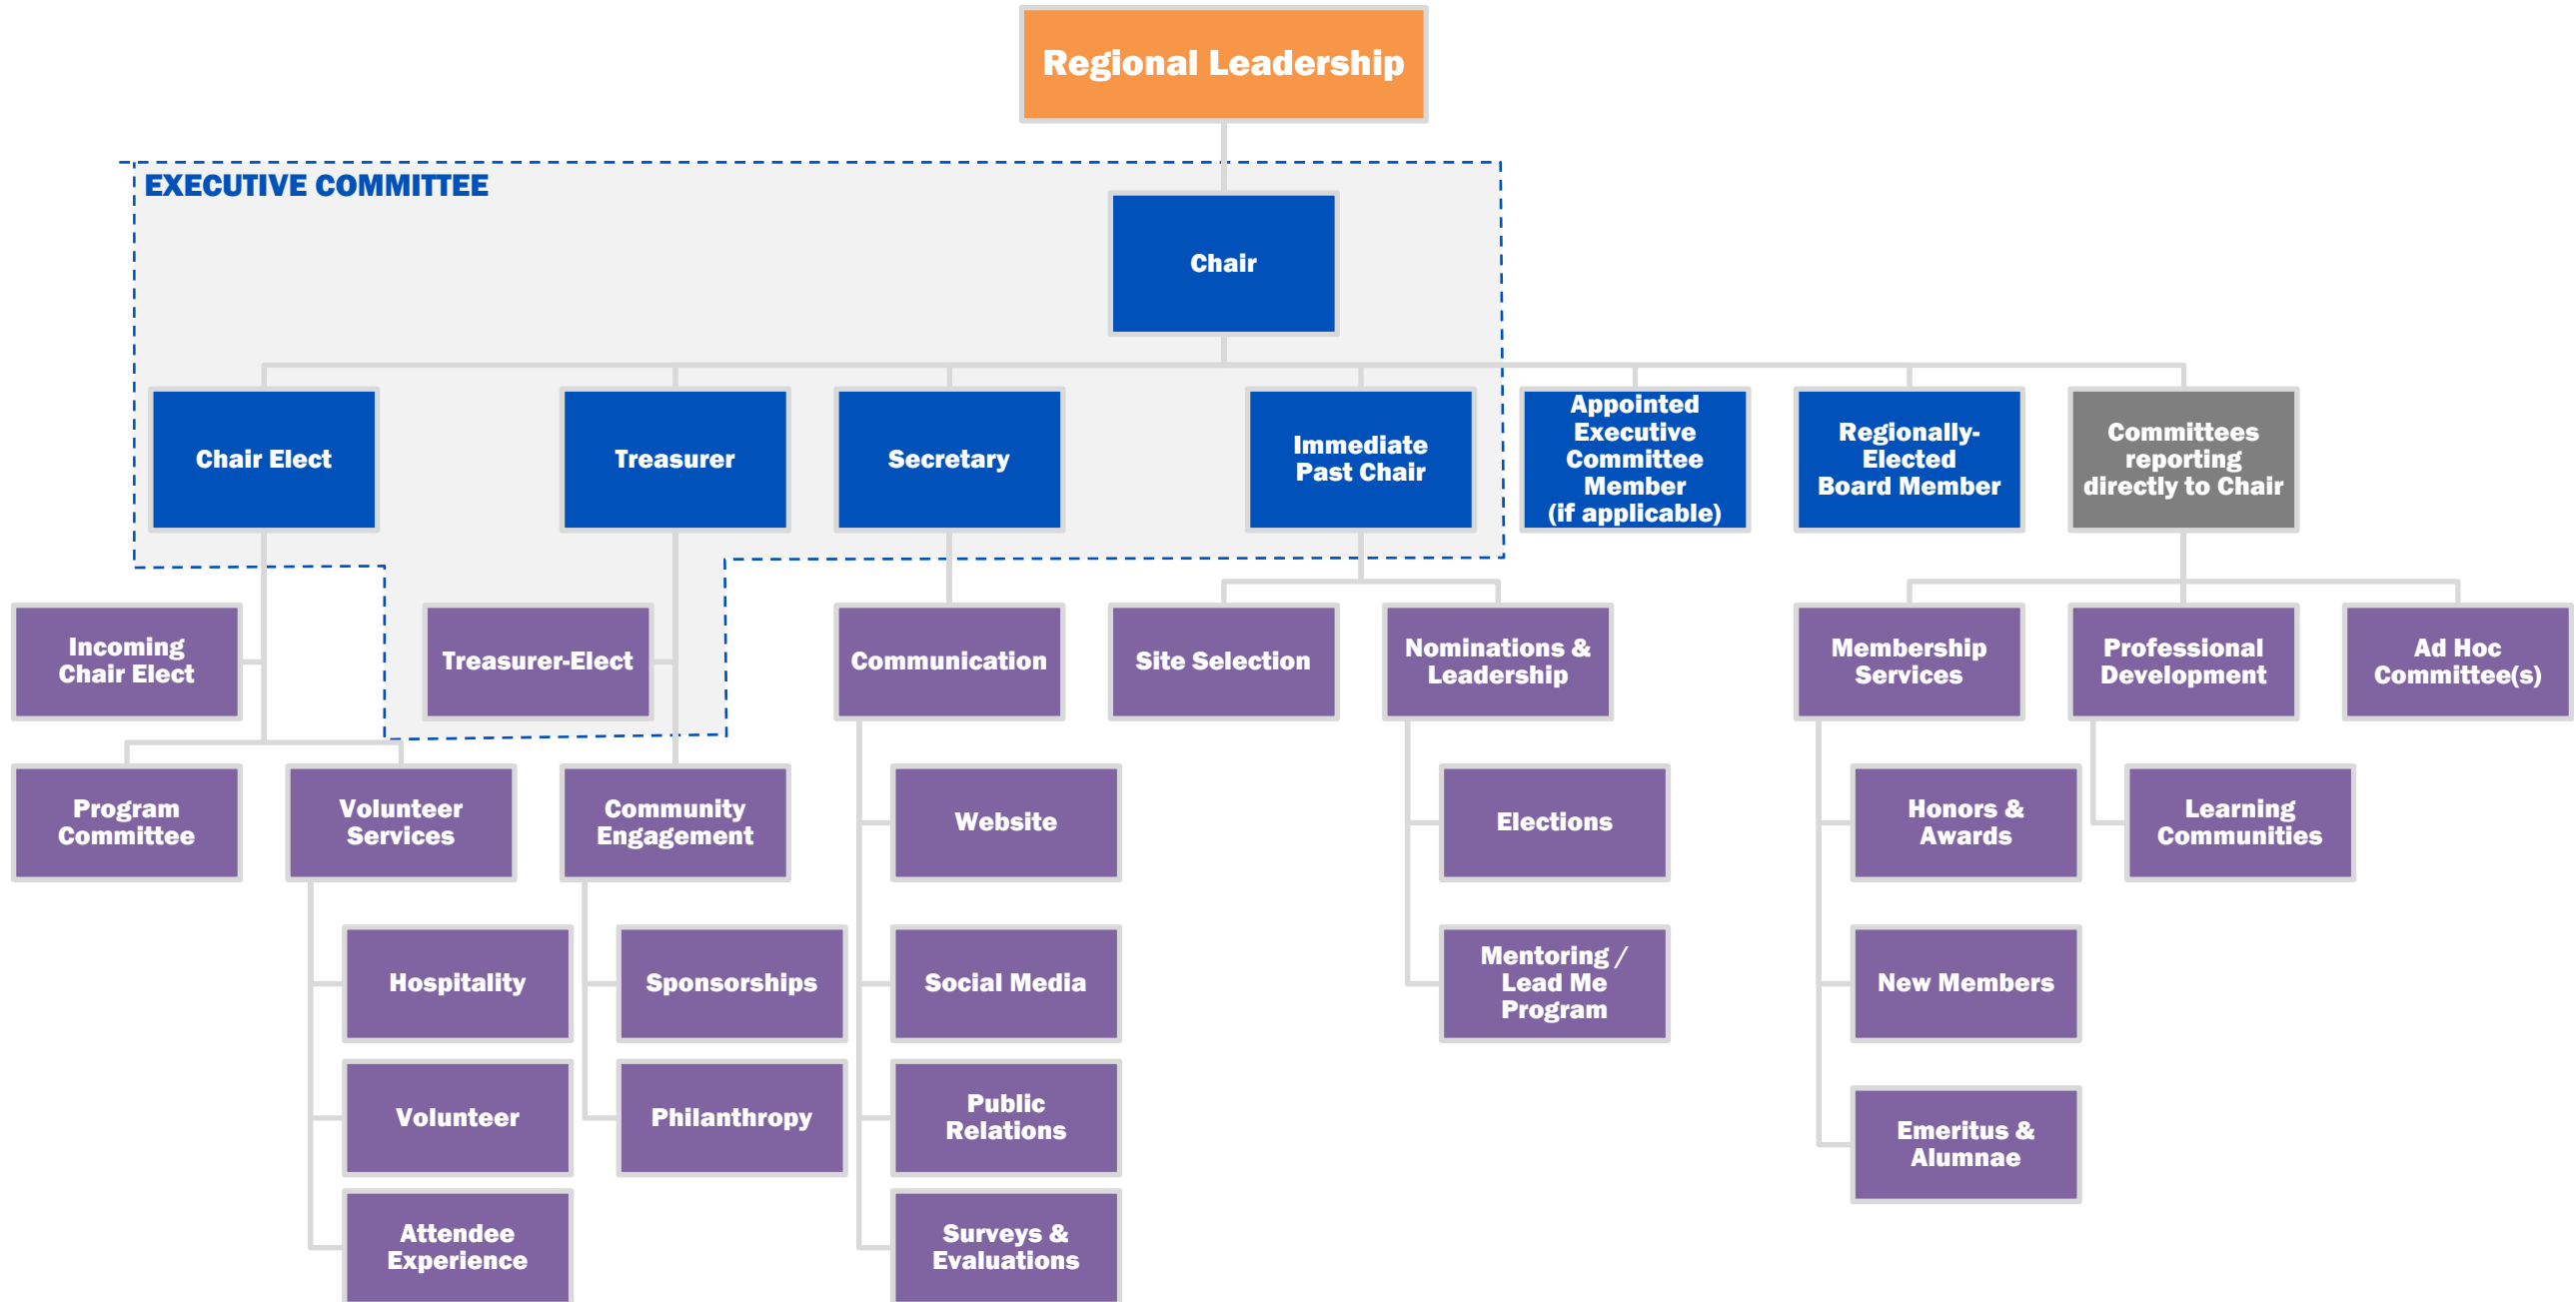 Regional Leadership
EXECUTIVE COMMITTEE
Chair
Chair Elect
Treasurer
Secretary
Immediate
Past Chair
Appointed
Executive
Committee
Member
(if applicable)
Regionally-
Elected
Board Member
Committees
reporting
directly to Chair
Incoming
Chair Elect
Treasurer-Elect
Communication
Site Selection
Nominations &
Leadership
Membership
Services
Professional
Development
Ad Hoc
Committee(s)
Program
Committee
Volunteer
Services
Community
Engagement
Website
Elections
Honors &
Awards
Learning
Communities
Hospitality
Sponsorships
Social Media
Mentoring /
Lead Me
Program
New Members
Volunteer
Philanthropy
Public
Relations
Emeritus &
Alumnae
Attendee
Experience
Surveys &
Evaluations